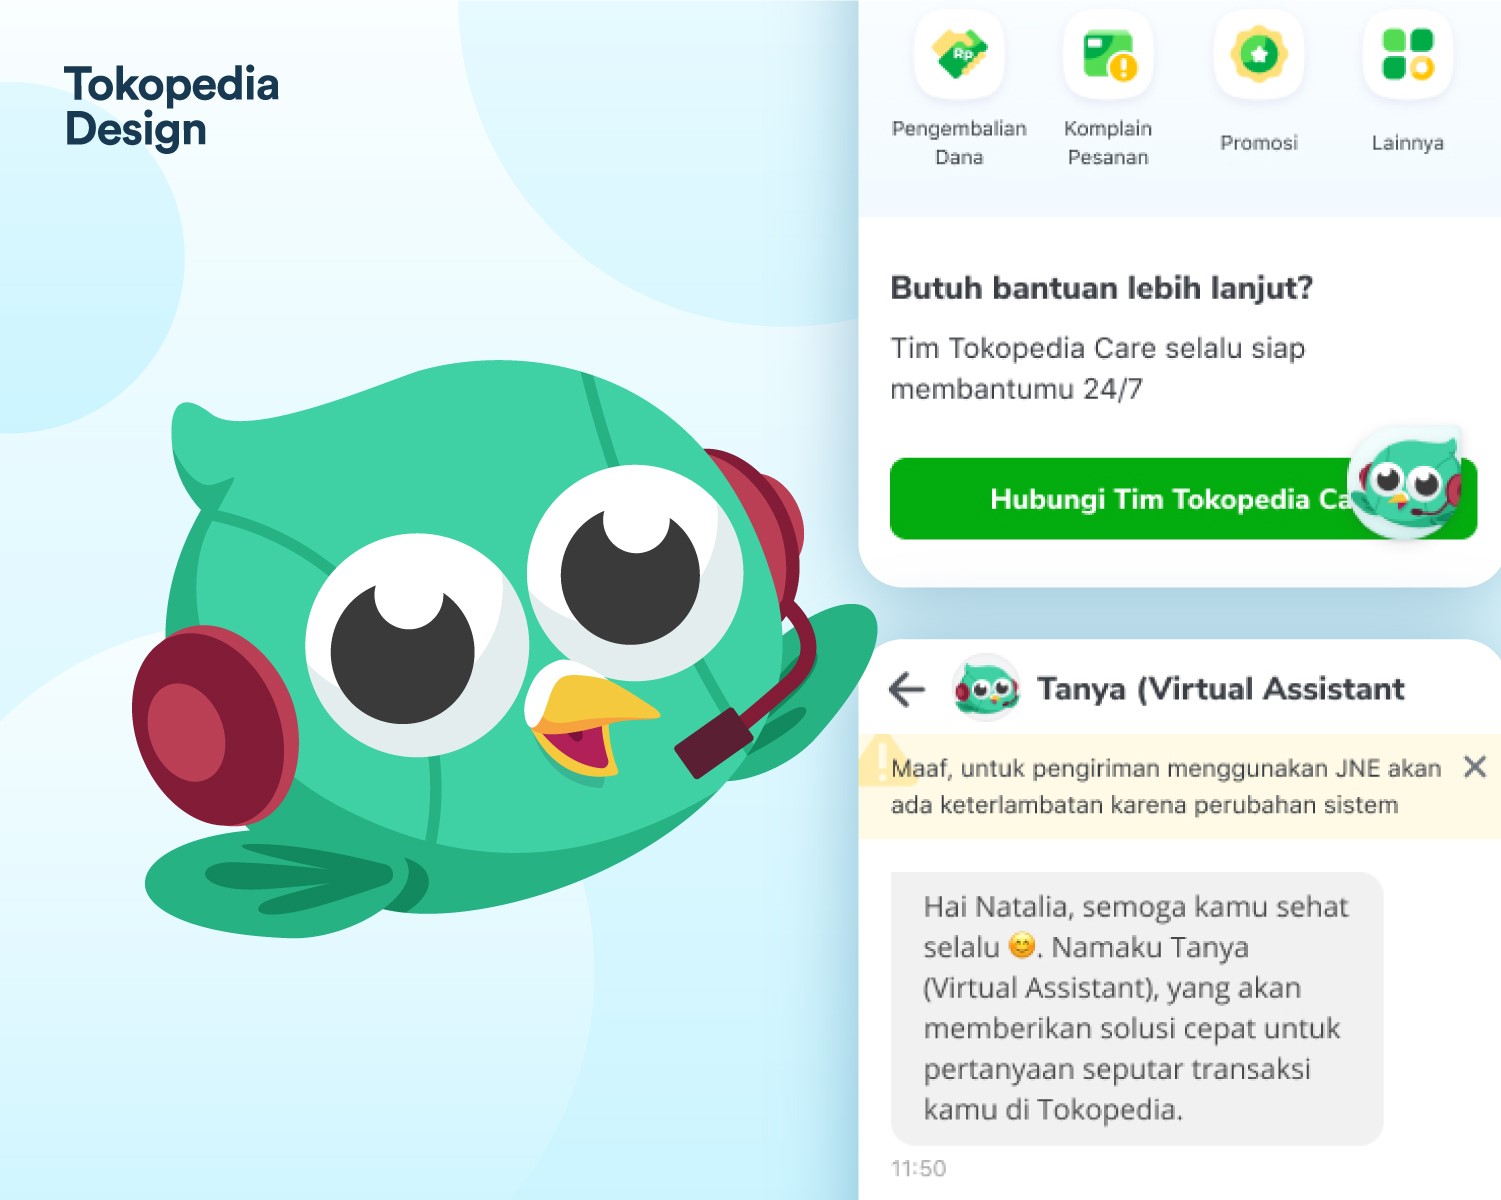 Tokopedia
Design
Pengembalian
Dana
Komplain
Pesanan
Promosi
Lainnya
Rp
Butuh bantuan lebih lanjut?
Tim Tokopedia Care selalu siap
membantumu 24/7
Hubungi Tim Tokopedia Ca
Tanya (Virtual Assistant
Maaf, untuk pengiriman menggunakan JNE akan
ada keterlambatan karena perubahan sistem
Hai Natalia, semoga kamu sehat
selalu 😊. Namaku Tanya
(Virtual Assistant), yang akan
memberikan solusi cepat untuk
pertanyaan seputar transaksi
kamu di Tokopedia.
11:50